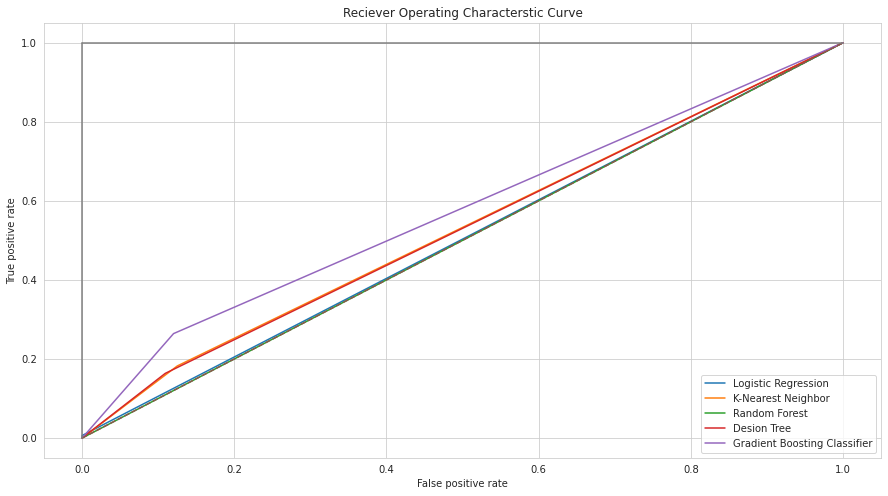 Reciever Operating Characterstic Curve
True positive rate
1.0
0.8
0.6
0.4
0.2
0.0
0.0 0.2 0.4 0.6 0.8 1.0
False positive rate
Logistic Regression
K-Nearest Neighbor
Random Forest
Desion Tree
Gradient Boosting Classifier